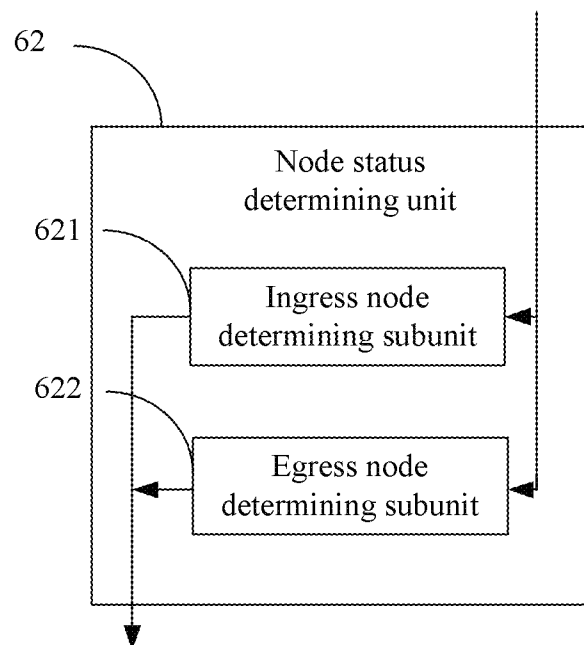 62
Node status
determining unit
621
Ingress node
determining subunit
622
Egress node
determining subunit